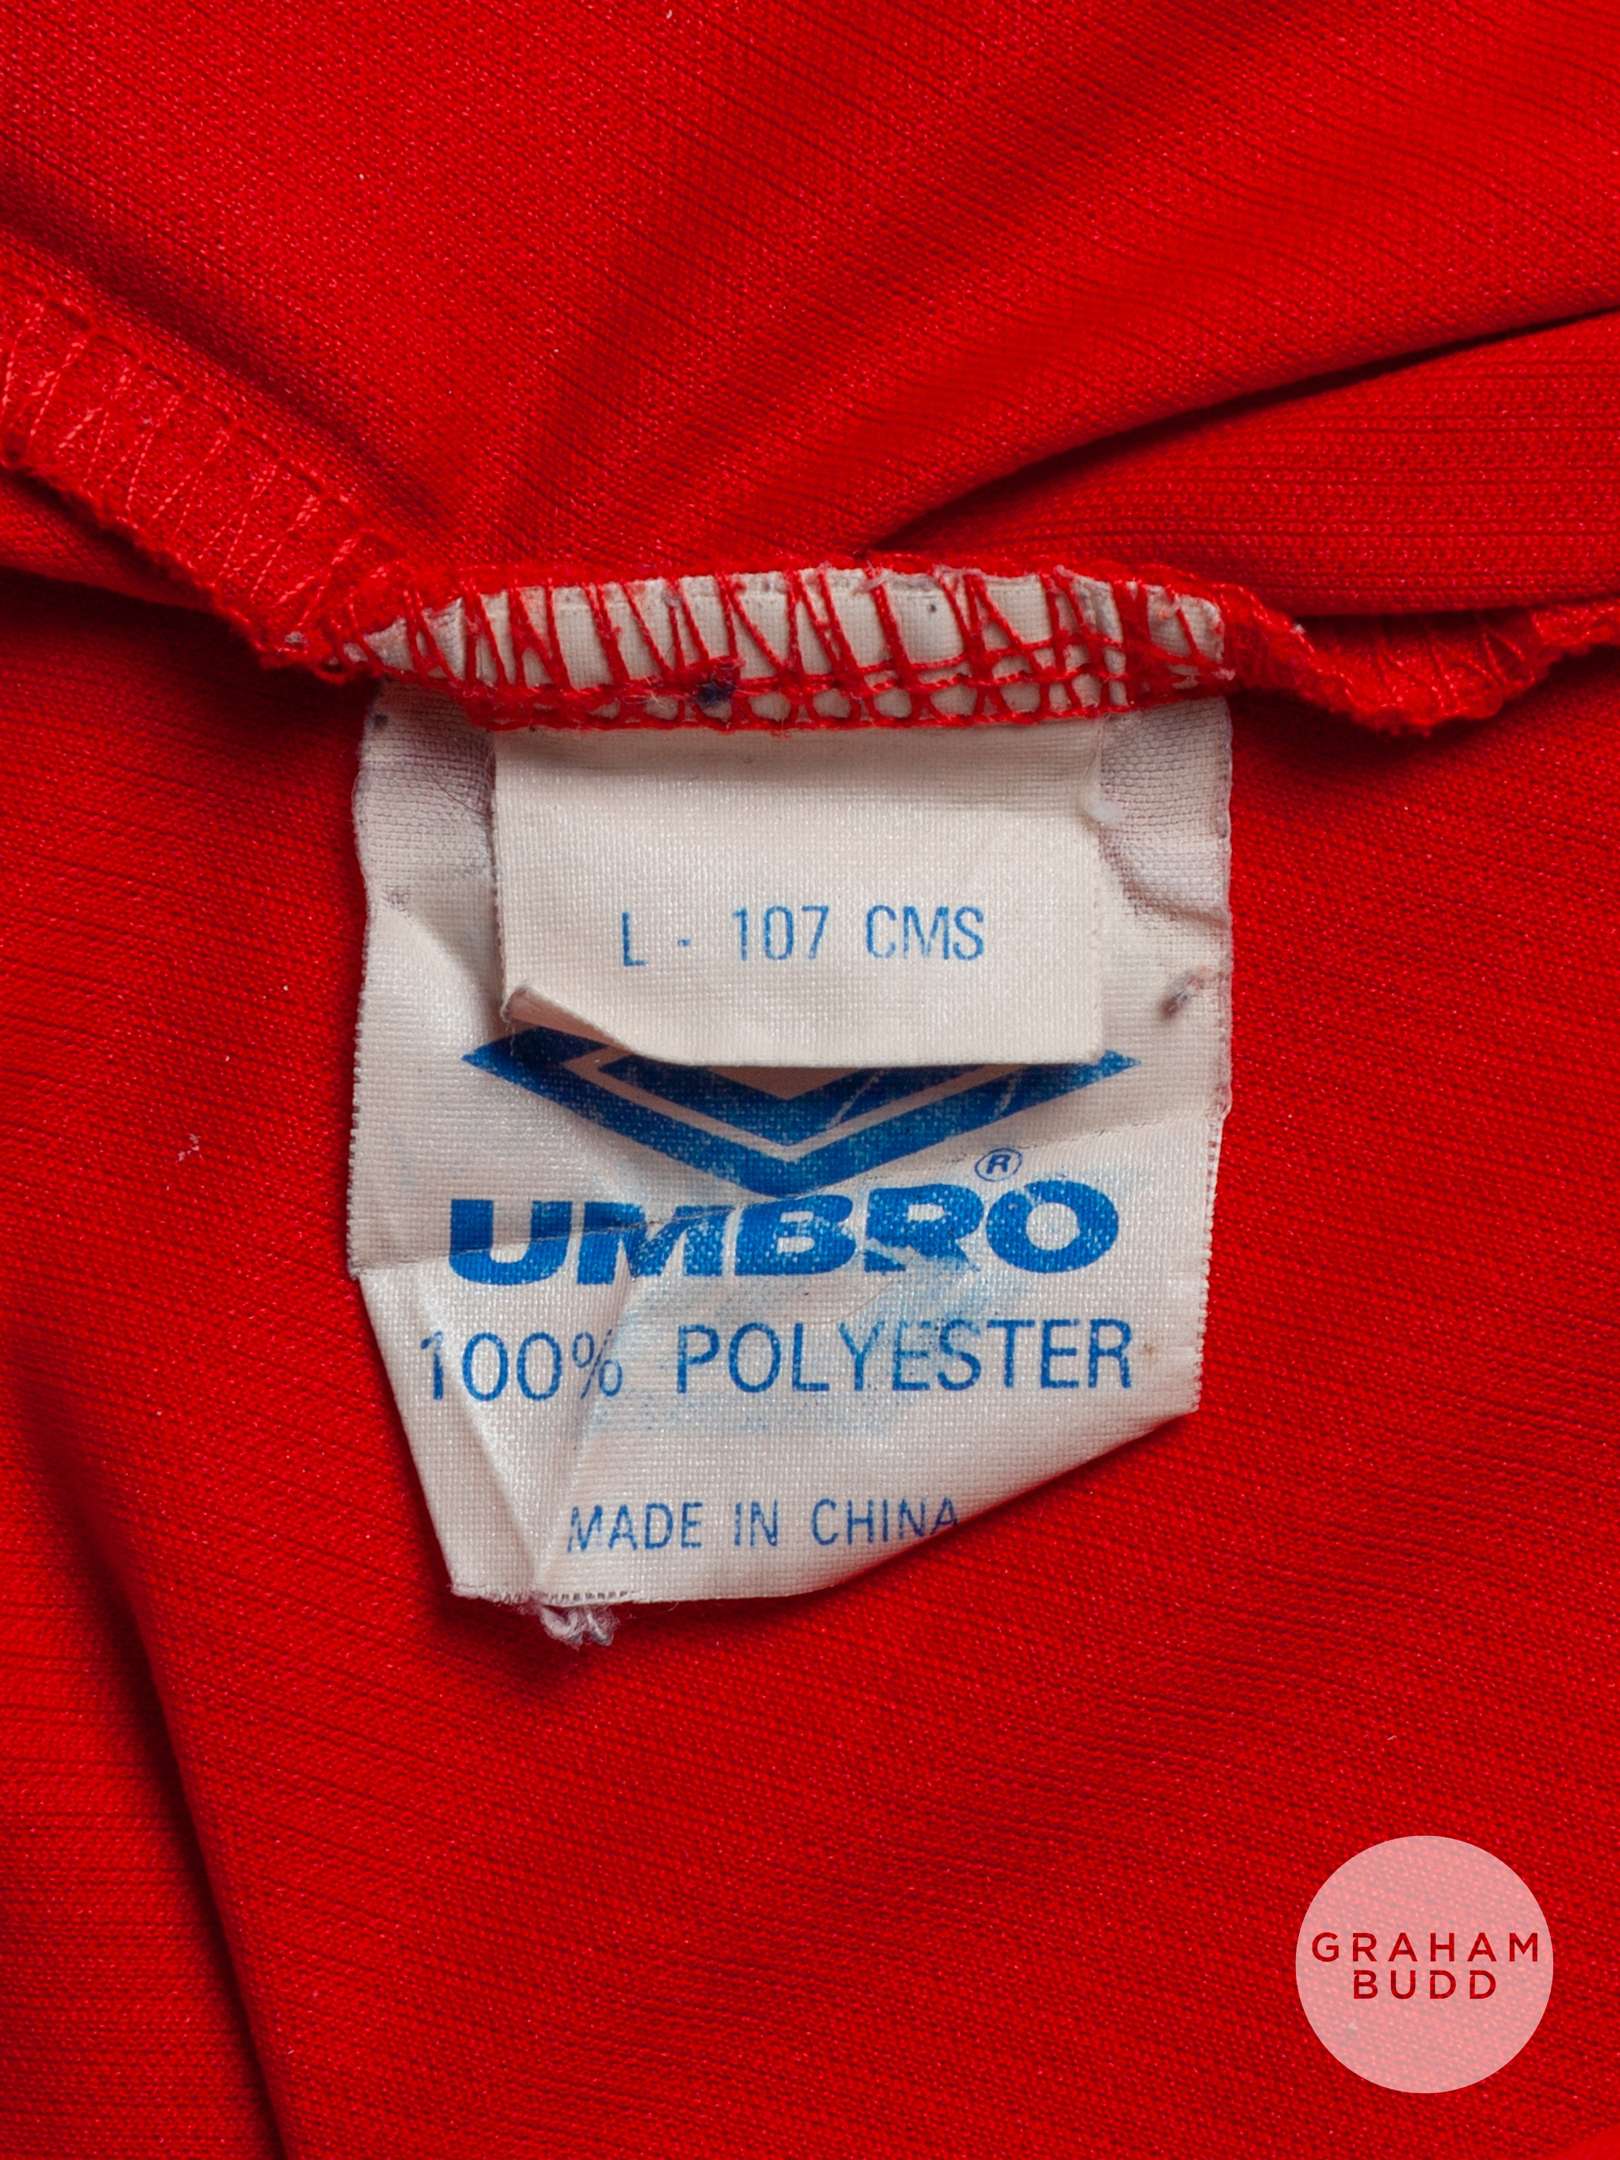 L - 107 CMS
UMBRO®
100% POLYESTER
MADE IN CHINA
GRAHAM
BUDD